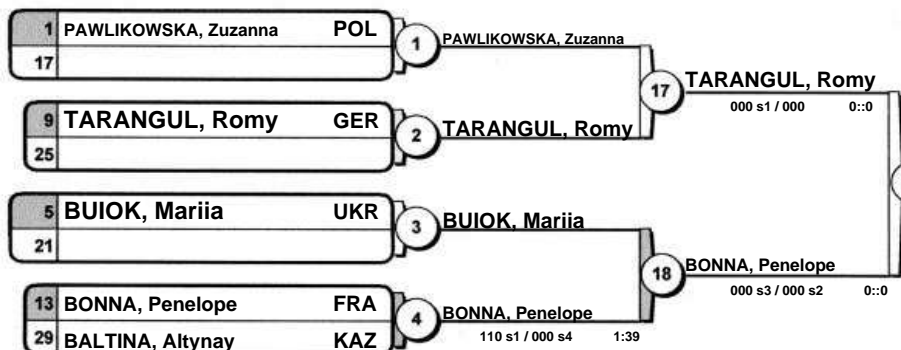 1 PAWLIKOWSKA, Zuzanna POL
17
1 PAWLIKOWSKA, Zuzanna
9 TARANGUL, Romy GER
25
2 TARANGUL, Romy
17 TARANGUL, Romy
000 s1 / 000 0::0
5 BUIOK, Mariia UKR
21
3 BUIOK, Mariia
13 BONNA, Penelope FRA
29 BALTINA, Altynay KAZ
4 BONNA, Penelope
110 s1 / 000 s4 1:39
18 BONNA, Penelope
000 s3 / 000 s2 0::0